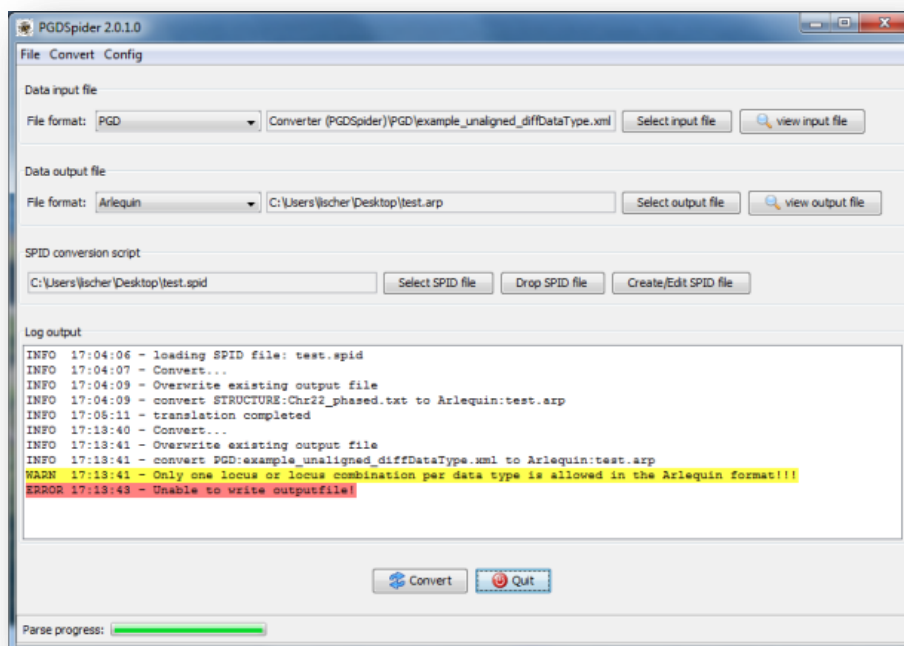 PGDSpider 2.0.1.0
File Convert Config
Data input file
File format: PGD Converter (PGDSpider)\PGD\example_unaligned_diffDataType.xml Select input file view input file
Data output file
File format: Arlequin C:\Users\lischer\Desktop\test.arp Select output file view output file
SPID conversion script
C:\Users\lischer\Desktop\test.spid Select SPID file Drop SPID file Create/Edit SPID file
Log output
INFO 17:04:06 - loading SPID file: test.spid
INFO 17:04:07 - Convert...
INFO 17:04:09 - Overwrite existing output file
INFO 17:04:09 - convert STRUCTURE:Chr22_phased.txt to Arlequin:test.arp
INFO 17:05:11 - translation completed
INFO 17:13:40 - Convert...
INFO 17:13:41 - Overwrite existing output file
INFO 17:13:41 - convert PGD:example_unaligned_diffDataType.xml to Arlequin:test.arp
WARN 17:13:41 - Only one locus or locus combination per data type is allowed in the Arlequin format!!!
ERROR 17:13:43 - Unable to write outputfile!
Convert Quit
Parse progress: